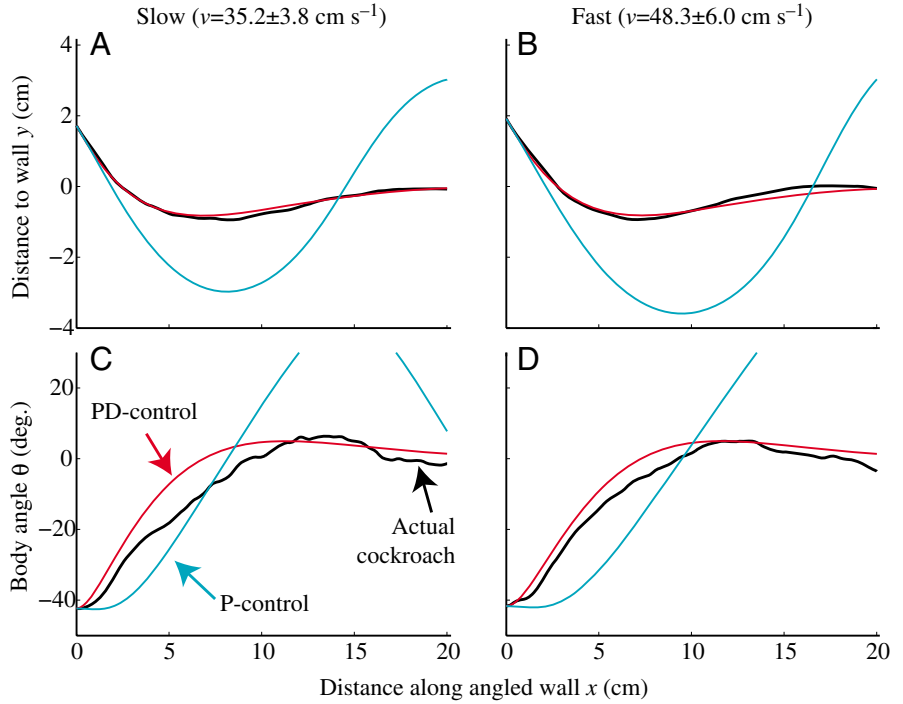 Slow (v=35.2±3.8 cm s⁻¹)
Fast (v=48.3±6.0 cm s⁻¹)
A
B
4
2
0
−2
−4
Distance to wall y (cm)
C
D
20
0
−20
−40
Body angle θ (deg.)
PD-control
Actual
cockroach
P-control
0 5 10 15 20
0 5 10 15 20
Distance along angled wall x (cm)